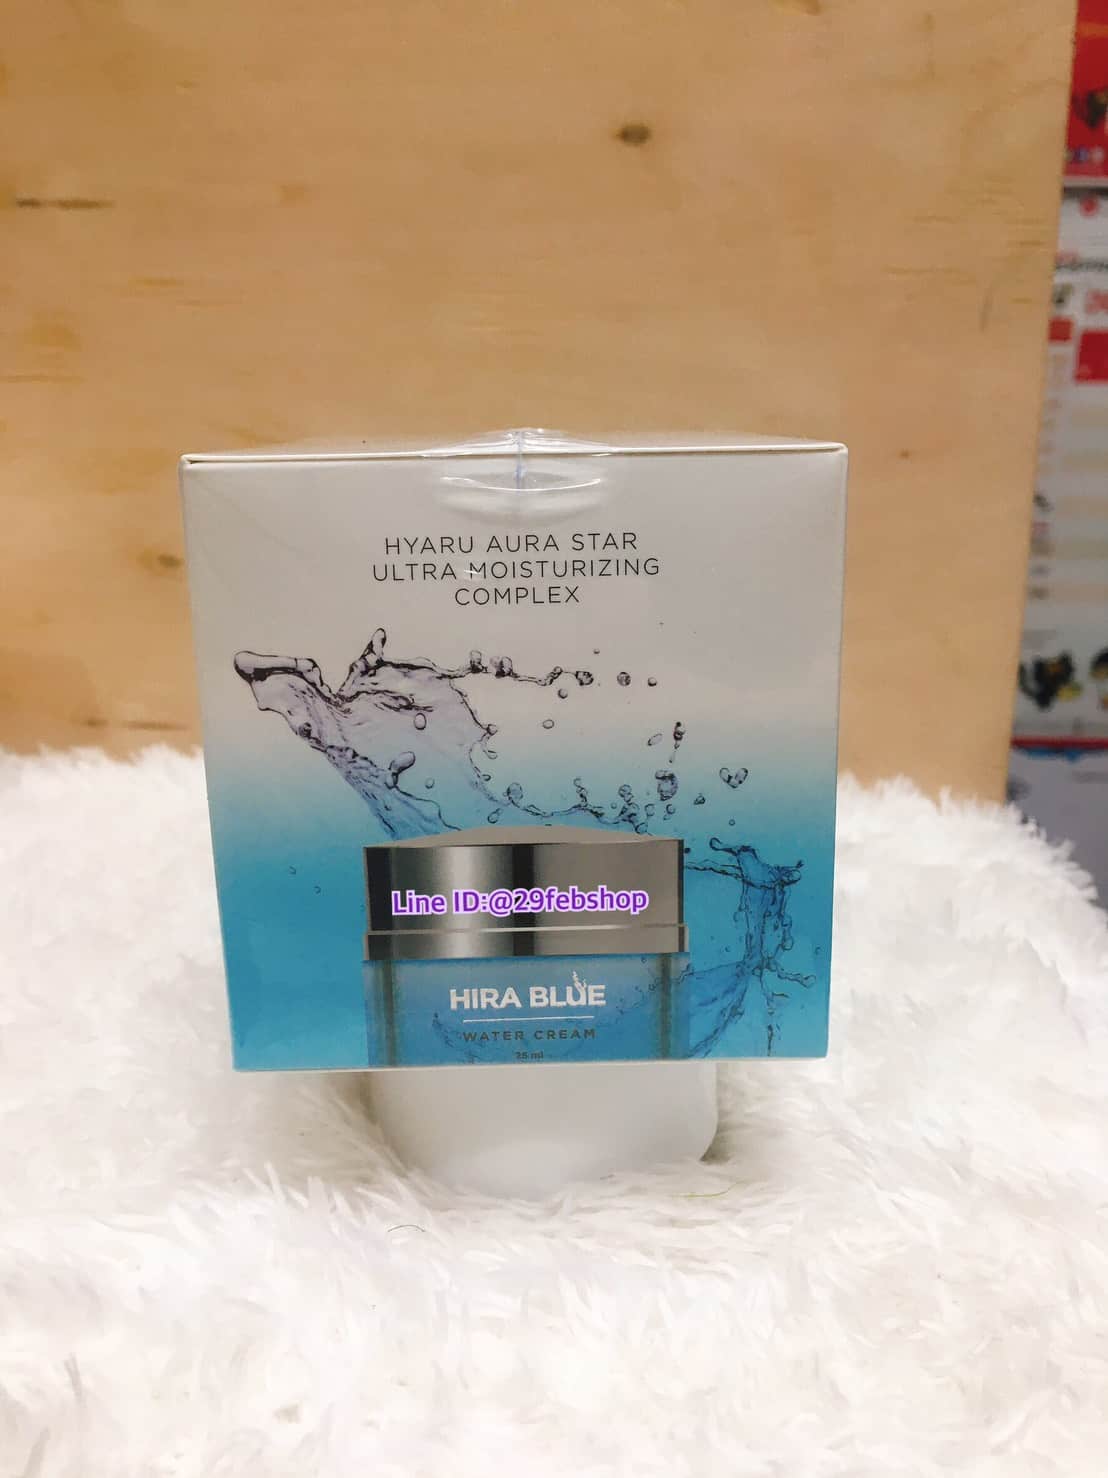 HYARU AURA STAR
ULTRA MOISTURIZING
COMPLEX
Line ID:@29febshop
HIRA BLUE
WATER CREAM
25 ml